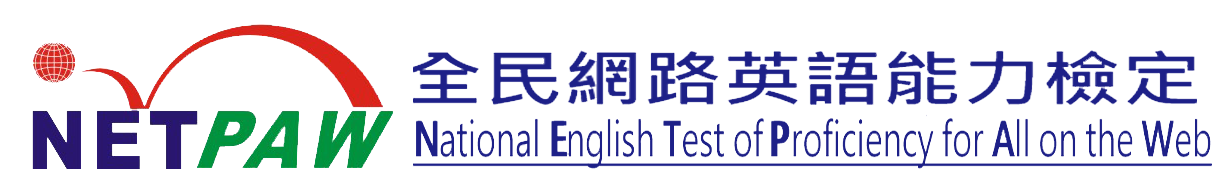 NETPAW
全民網路英語能力檢定
National English Test of Proficiency for All on the Web